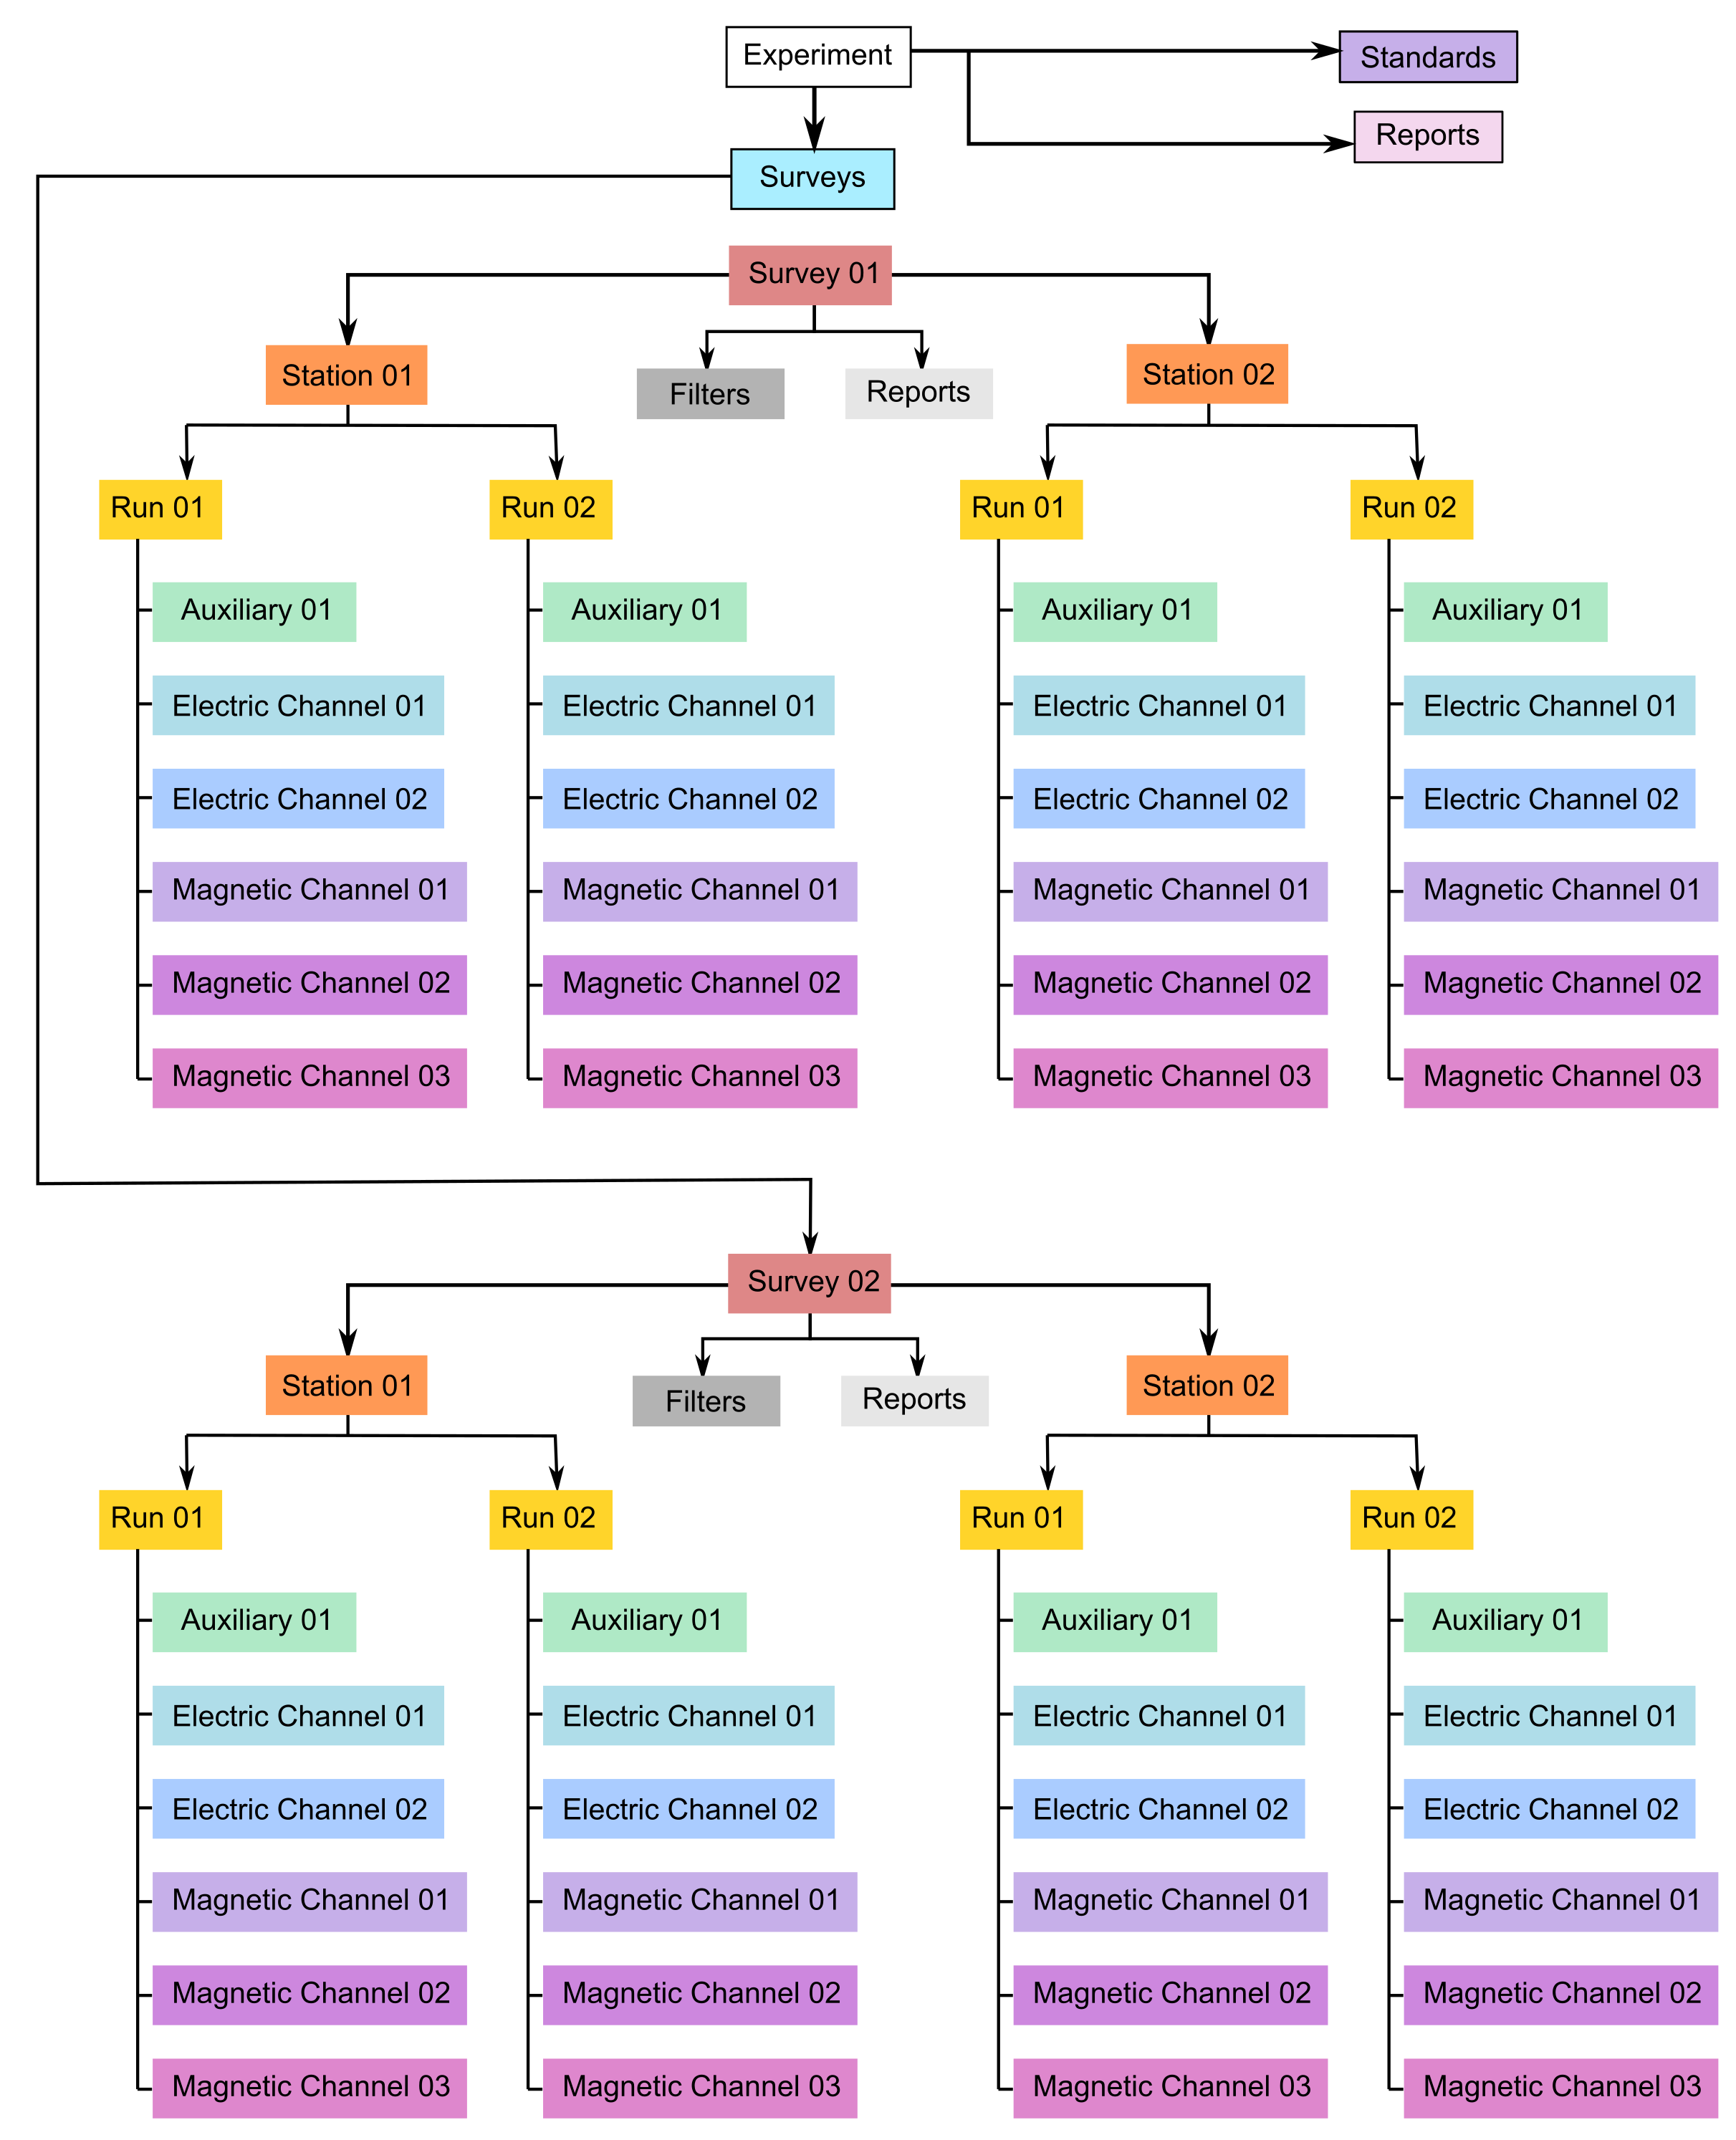 Experiment
Standards
Reports
Surveys
Survey 01
Station 01
Filters
Reports
Station 02
Run 01
Run 02
Run 01
Run 02
Auxiliary 01
Auxiliary 01
Auxiliary 01
Auxiliary 01
Electric Channel 01
Electric Channel 01
Electric Channel 01
Electric Channel 01
Electric Channel 02
Electric Channel 02
Electric Channel 02
Electric Channel 02
Magnetic Channel 01
Magnetic Channel 01
Magnetic Channel 01
Magnetic Channel 01
Magnetic Channel 02
Magnetic Channel 02
Magnetic Channel 02
Magnetic Channel 02
Magnetic Channel 03
Magnetic Channel 03
Magnetic Channel 03
Magnetic Channel 03
Survey 02
Station 01
Filters
Reports
Station 02
Run 01
Run 02
Run 01
Run 02
Auxiliary 01
Auxiliary 01
Auxiliary 01
Auxiliary 01
Electric Channel 01
Electric Channel 01
Electric Channel 01
Electric Channel 01
Electric Channel 02
Electric Channel 02
Electric Channel 02
Electric Channel 02
Magnetic Channel 01
Magnetic Channel 01
Magnetic Channel 01
Magnetic Channel 01
Magnetic Channel 02
Magnetic Channel 02
Magnetic Channel 02
Magnetic Channel 02
Magnetic Channel 03
Magnetic Channel 03
Magnetic Channel 03
Magnetic Channel 03